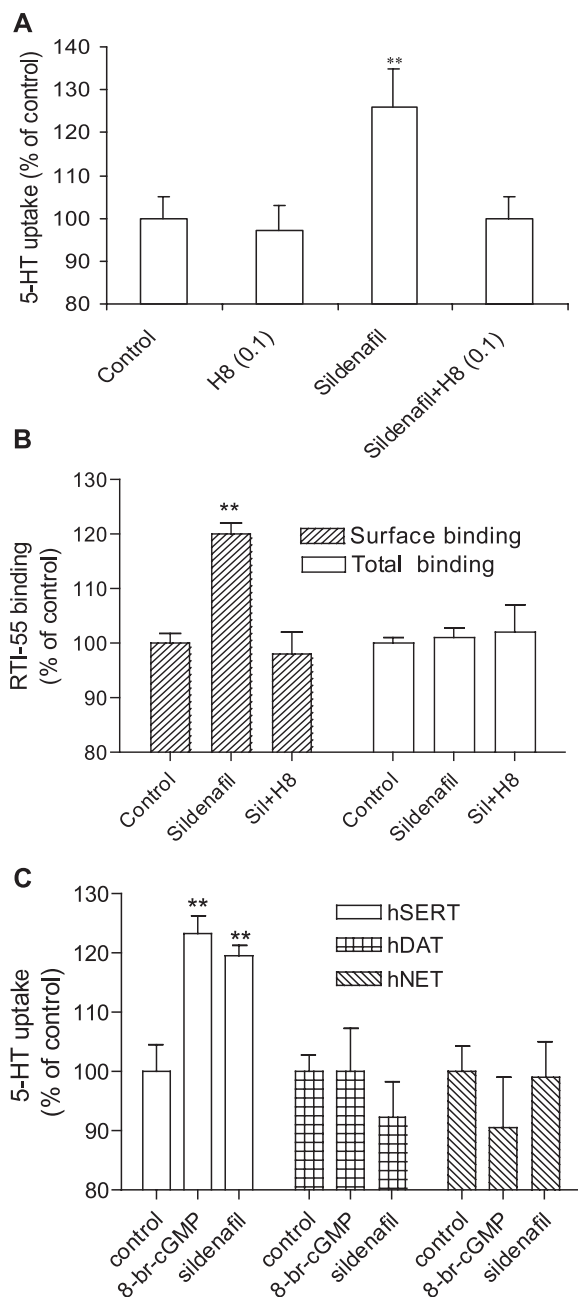 A
5-HT uptake (% of control)
140
130
120
110
100
90
80
**
Control
H8 (0.1)
Sildenafil
Sildenafil+H8 (0.1)
B
RTI-55 binding
(% of control)
130
120
110
100
90
80
**
Surface binding
Total binding
Control
Sildenafil
Sil+H8
Control
Sildenafil
Sil+H8
C
5-HT uptake
(% of control)
130
120
110
100
90
80
**
**
hSERT
hDAT
hNET
control
8-br-cGMP
sildenafil
control
8-br-cGMP
sildenafil
control
8-br-cGMP
sildenafil